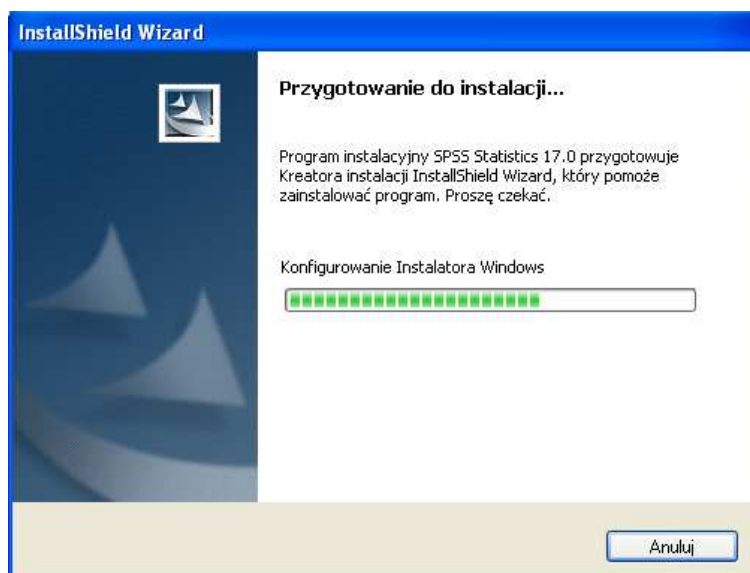 InstallShield Wizard
Przygotowanie do instalacji...
Program instalacyjny SPSS Statistics 17.0 przygotowuje
Kreatora instalacji InstallShield Wizard, który pomoże
zainstalować program. Proszę czekać.
Konfigurowanie Instalatora Windows
Anuluj